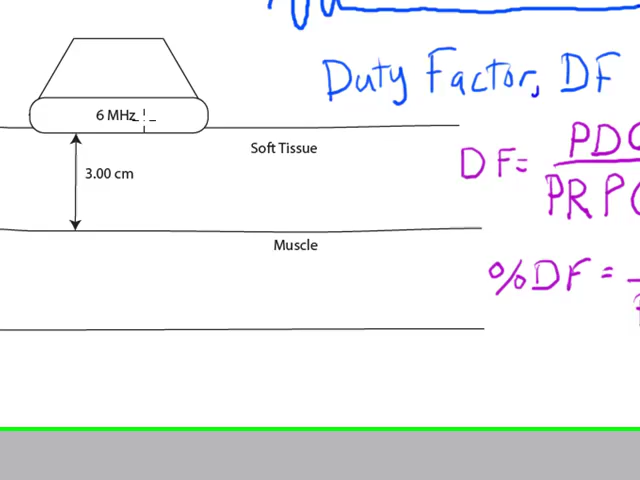 Duty Factor, DF
6 MHz
Soft Tissue
3.00 cm
DF=
Muscle
%DF =